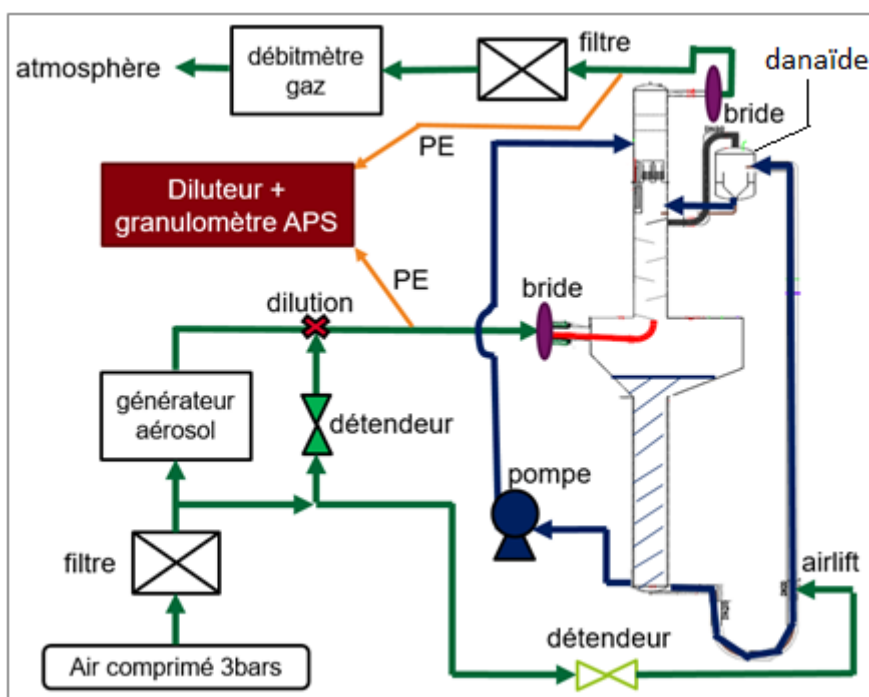 atmosphère
débitmètre
gaz
filtre
danaïde
bride
PE
Diluteur +
granulomètre APS
PE
dilution
bride
générateur
aérosol
détendeur
pompe
filtre
airlift
détendeur
Air comprimé 3bars